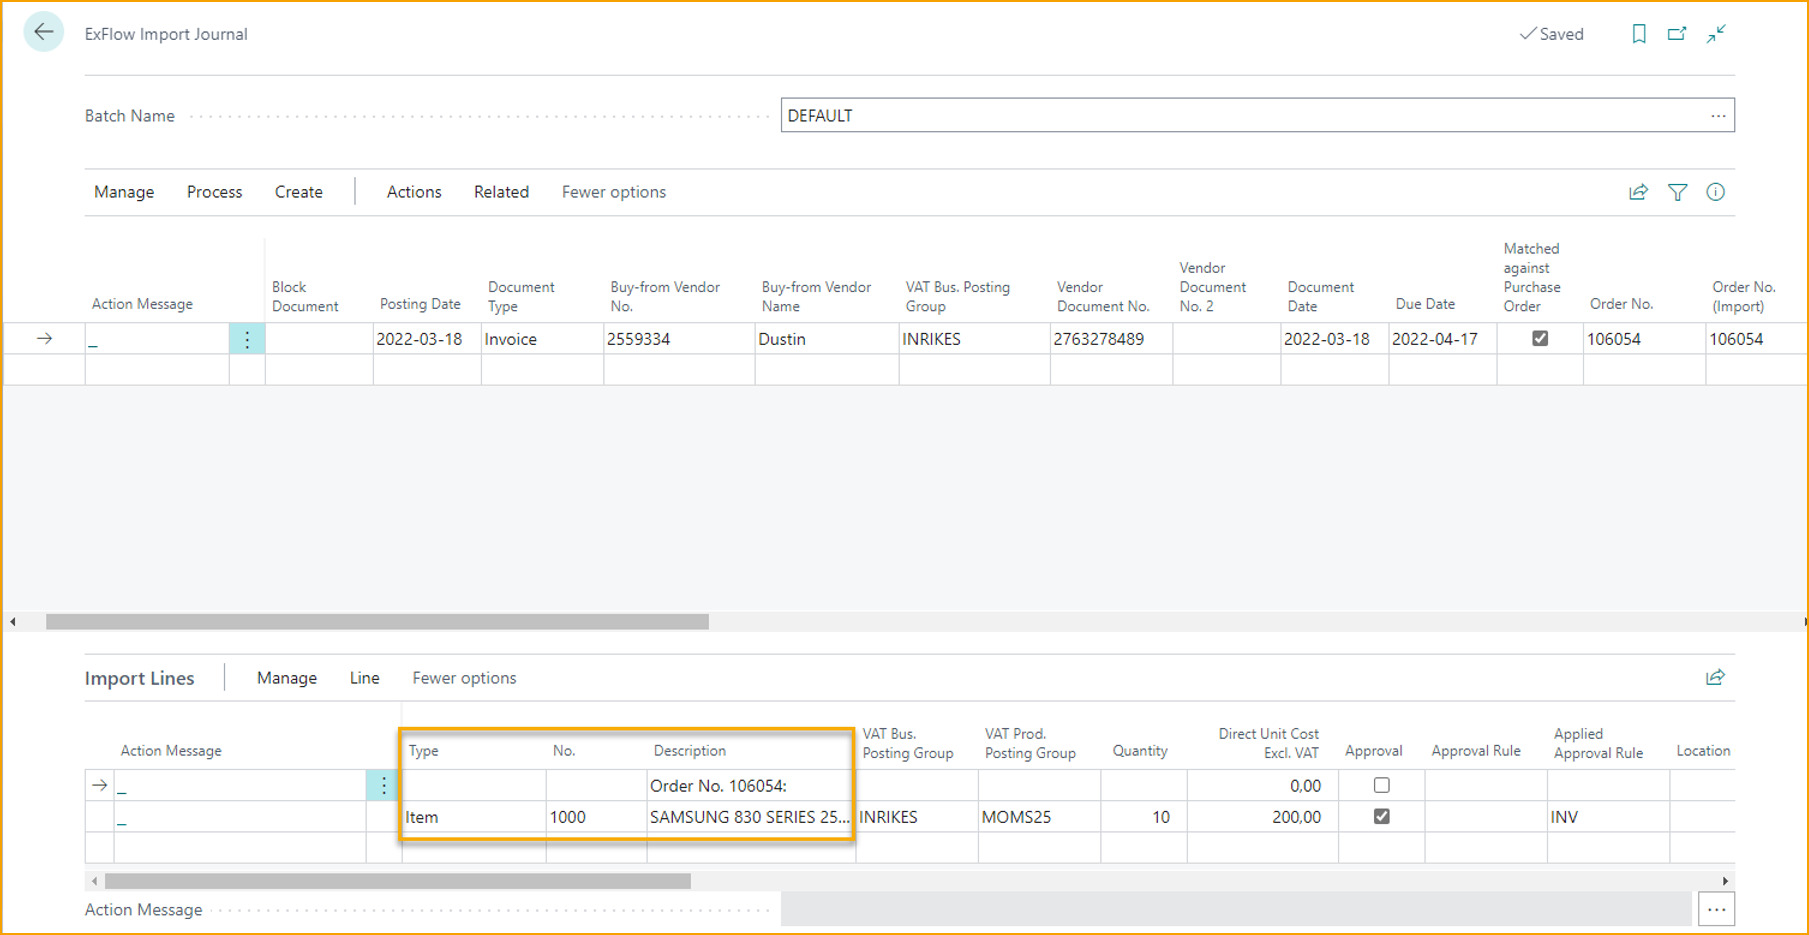 ExFlow Import Journal
Saved
Batch Name
DEFAULT
Manage Process Create Actions Related Fewer options
Action Message
Block Document
Posting Date
Document Type
Buy-from Vendor No.
Buy-from Vendor Name
VAT Bus. Posting Group
Vendor Document No.
Vendor Document No. 2
Document Date
Due Date
Matched against Purchase Order
Order No.
Order No. (Import)
_ 2022-03-18 Invoice 2559334 Dustin INRIKES 2763278489 2022-03-18 2022-04-17 106054 106054
Import Lines Manage Line Fewer options
Action Message
Type
No.
Description
VAT Bus. Posting Group
VAT Prod. Posting Group
Quantity
Direct Unit Cost Excl. VAT
Approval
Approval Rule
Applied Approval Rule
Location
_ Order No. 106054: 0,00
_ Item 1000 SAMSUNG 830 SERIES 25... INRIKES MOMS25 10 200,00 INV
Action Message